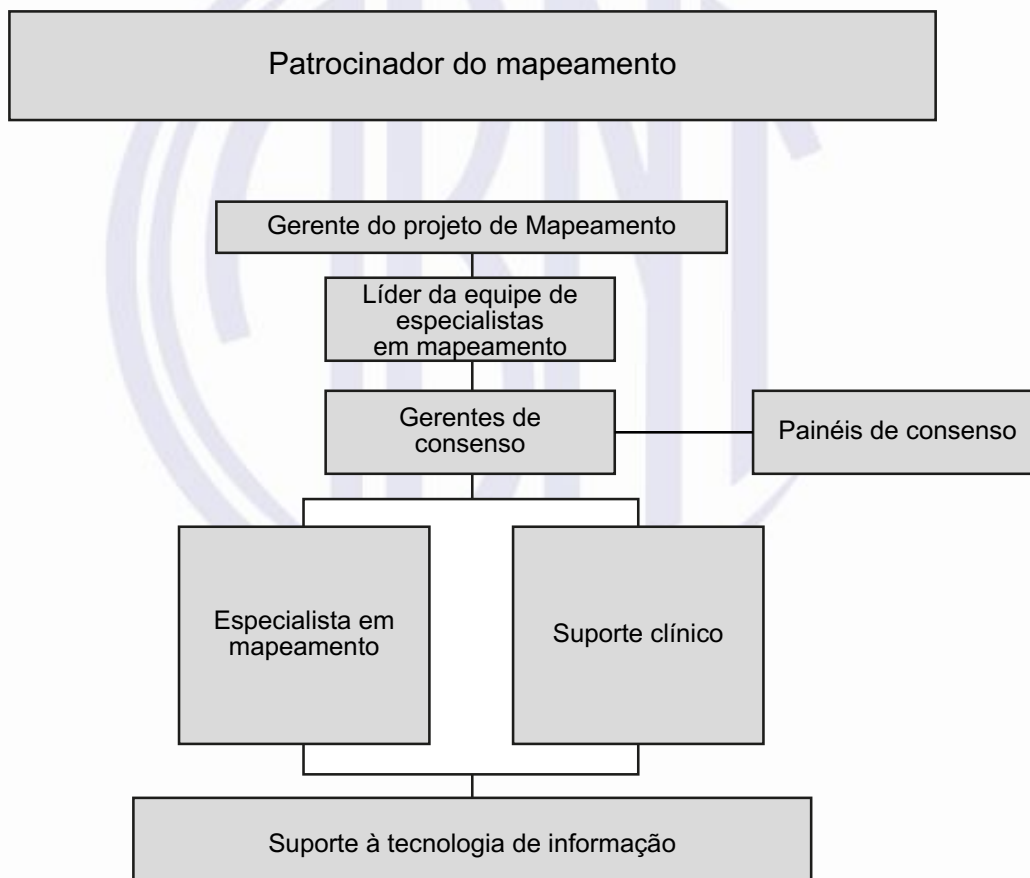 Patrocinador do mapeamento
Gerente do projeto de Mapeamento
Líder da equipe de
especialistas
em mapeamento
Gerentes de
consenso
Painéis de consenso
Especialista em
mapeamento
Suporte clínico
Suporte à tecnologia de informação
ABNT